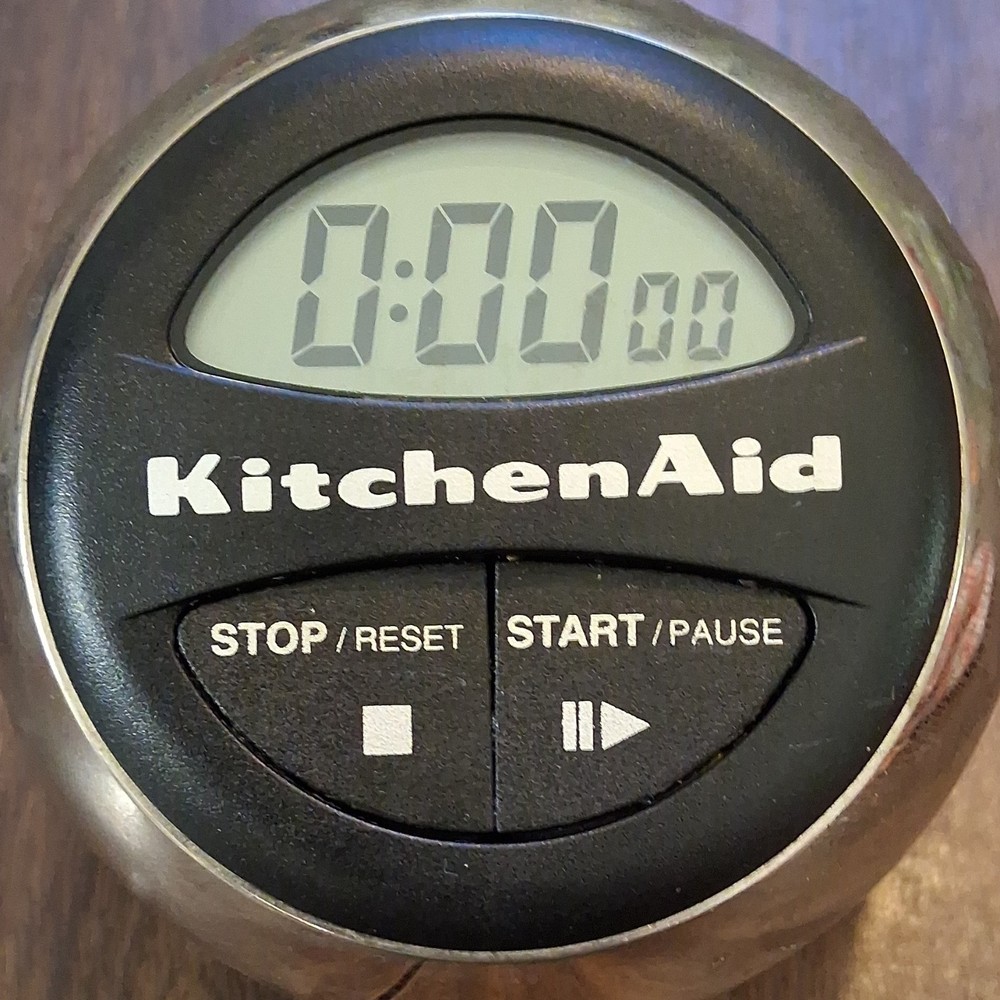 0:00 00
KitchenAid
STOP / RESET START / PAUSE